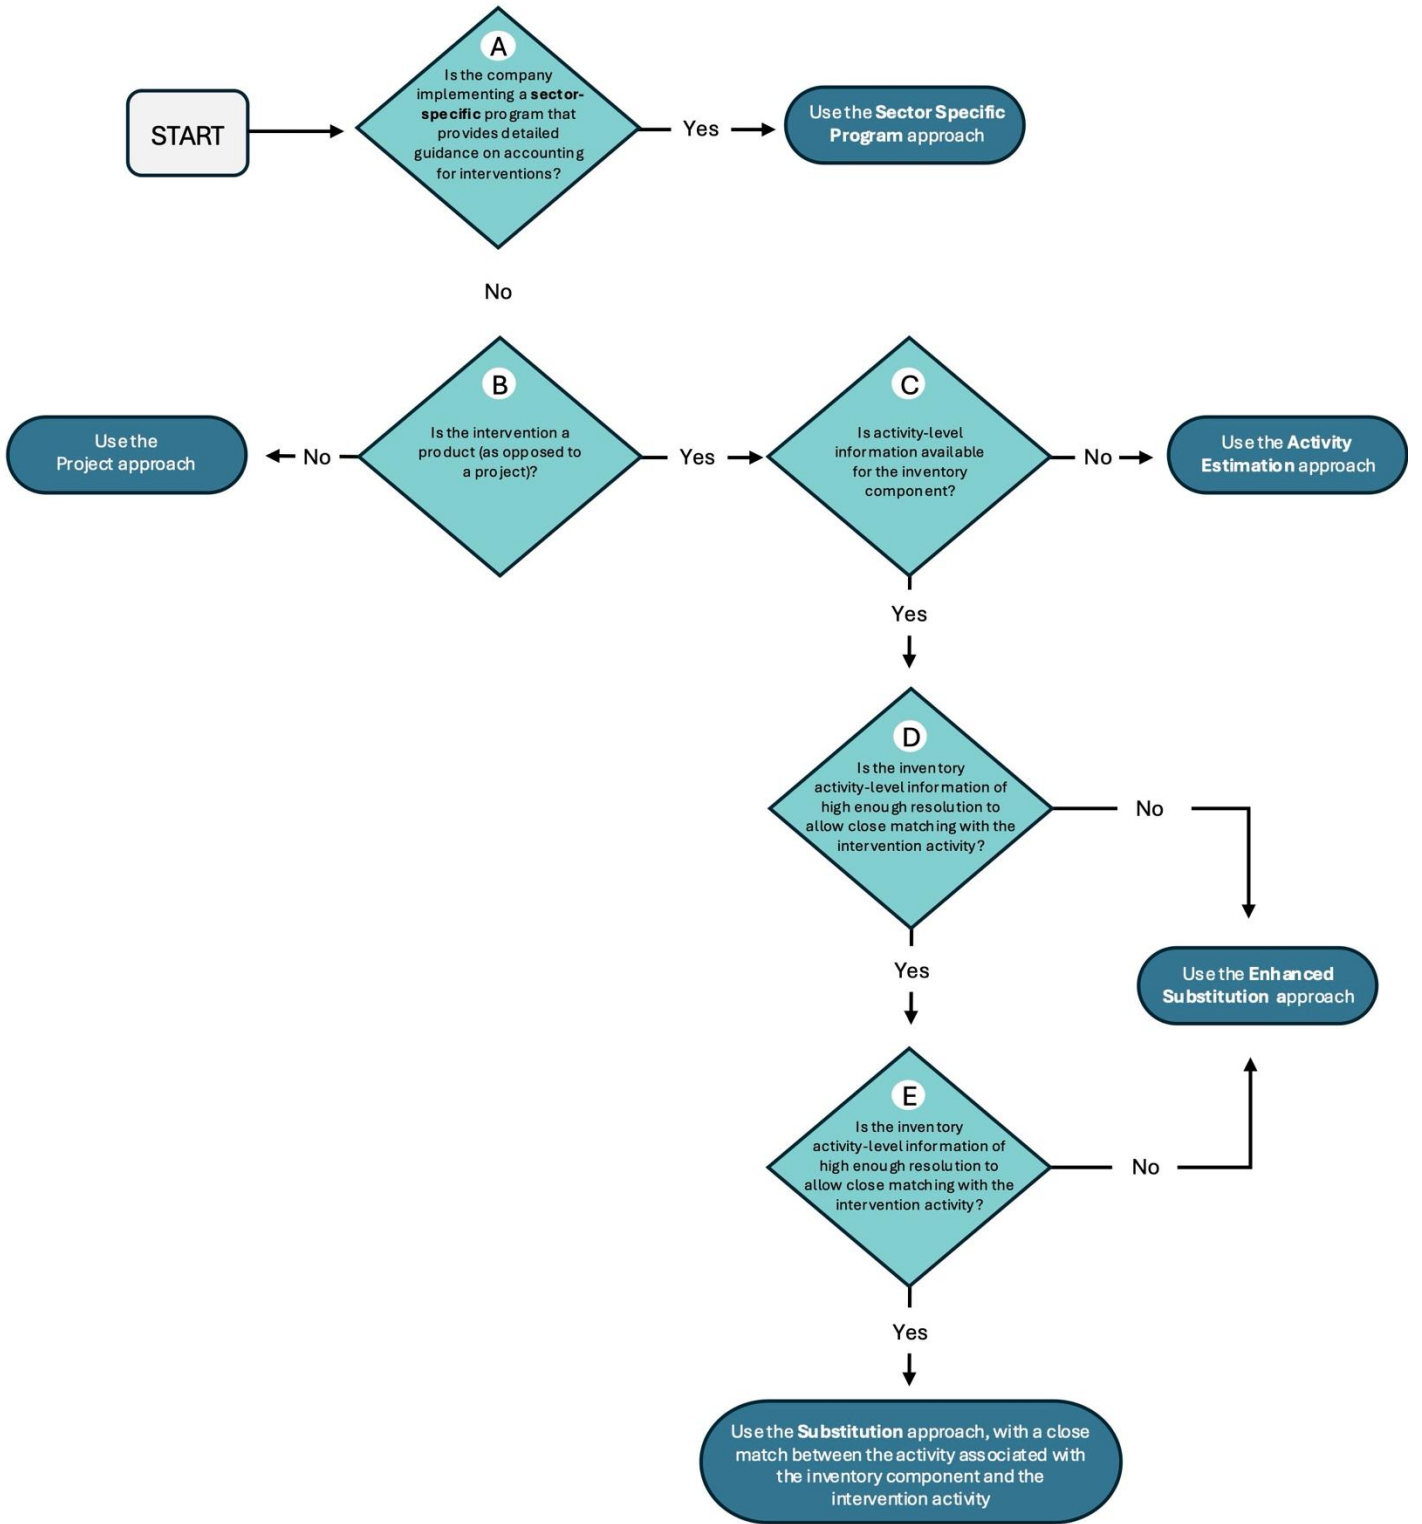 START
A
Is the company
implementing a sector-
specific program that
provides detailed
guidance on accounting
for interventions?
Yes
Use the Sector Specific
Program approach
No
Use the
Project approach
No
B
Is the intervention a
product (as opposed to
a project)?
Yes
C
Is activity-level
information available
for the inventory
component?
No
Use the Activity
Estimation approach
Yes
D
Is the inventory
activity-level information of
high enough resolution to
allow close matching with the
intervention activity?
No
Yes
Use the Enhanced
Substitution approach
E
Is the inventory
activity-level information of
high enough resolution to
allow close matching with the
intervention activity?
No
Yes
Use the Substitution approach, with a close
match between the activity associated with
the inventory component and the
intervention activity